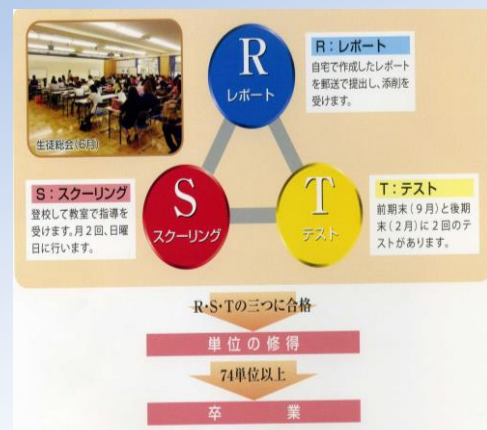 R
レポート
R：レポート
自宅で作成したレポート
を郵送で提出し、添削を
受けます。
生徒総会(6月)
S：スクーリング
登校して教室で指導を
受けます。月2回、日曜
日に行います。
S
スクーリング
T
テスト
T：テスト
前期末(9月)と後期
末(2月)に2回のテ
ストがあります。
R・S・Tの三つに合格
単位の修得
74単位以上
卒業